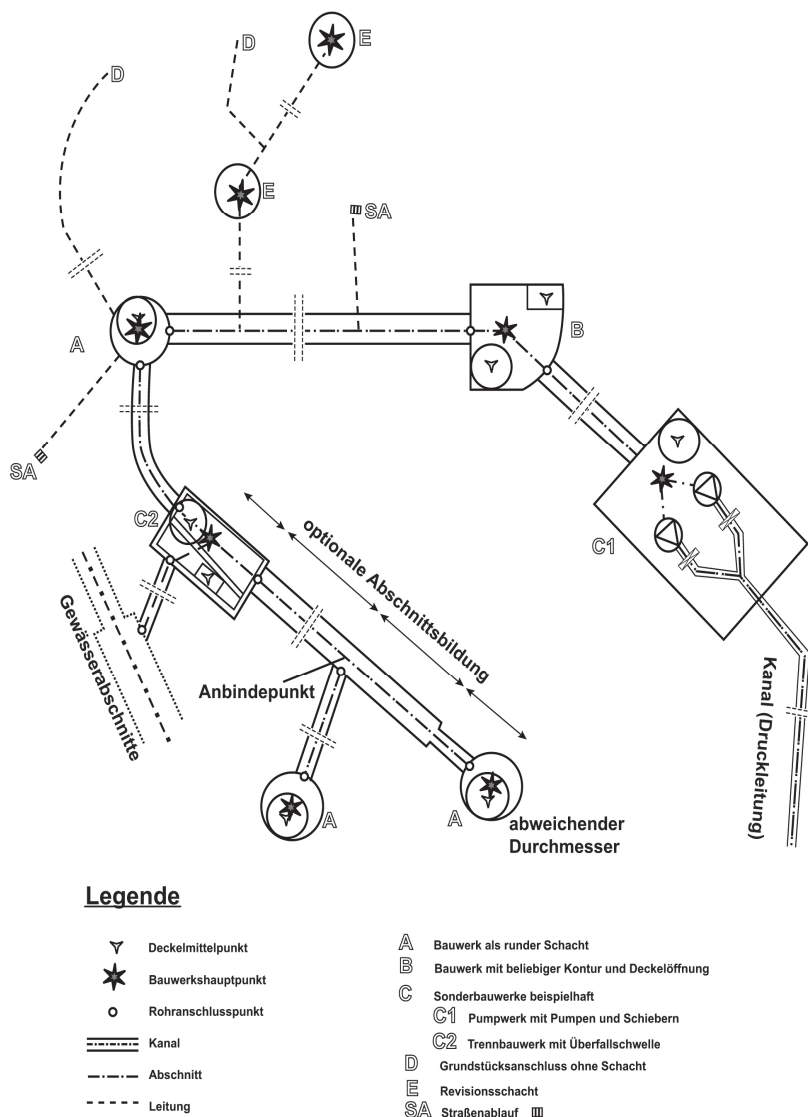 D
E
D
E
SA
A
B
SA
C2
C1
optionale Abschnittsbildung
Gewässerabschnitte
Anbindepunkt
Kanal (Druckleitung)
A
A
abweichender
Durchmesser
Legende
Deckelmittelpunkt
Bauwerkshauptpunkt
Rohranschlusspunkt
Kanal
Abschnitt
Leitung
A Bauwerk als runder Schacht
B Bauwerk mit beliebiger Kontur und Deckelöffnung
C Sonderbauwerke beispielhaft
C1 Pumpwerk mit Pumpen und Schiebern
C2 Trennbauwerk mit Überfallschwelle
D Grundstücksanschluss ohne Schacht
E Revisionsschacht
SA Straßenablauf